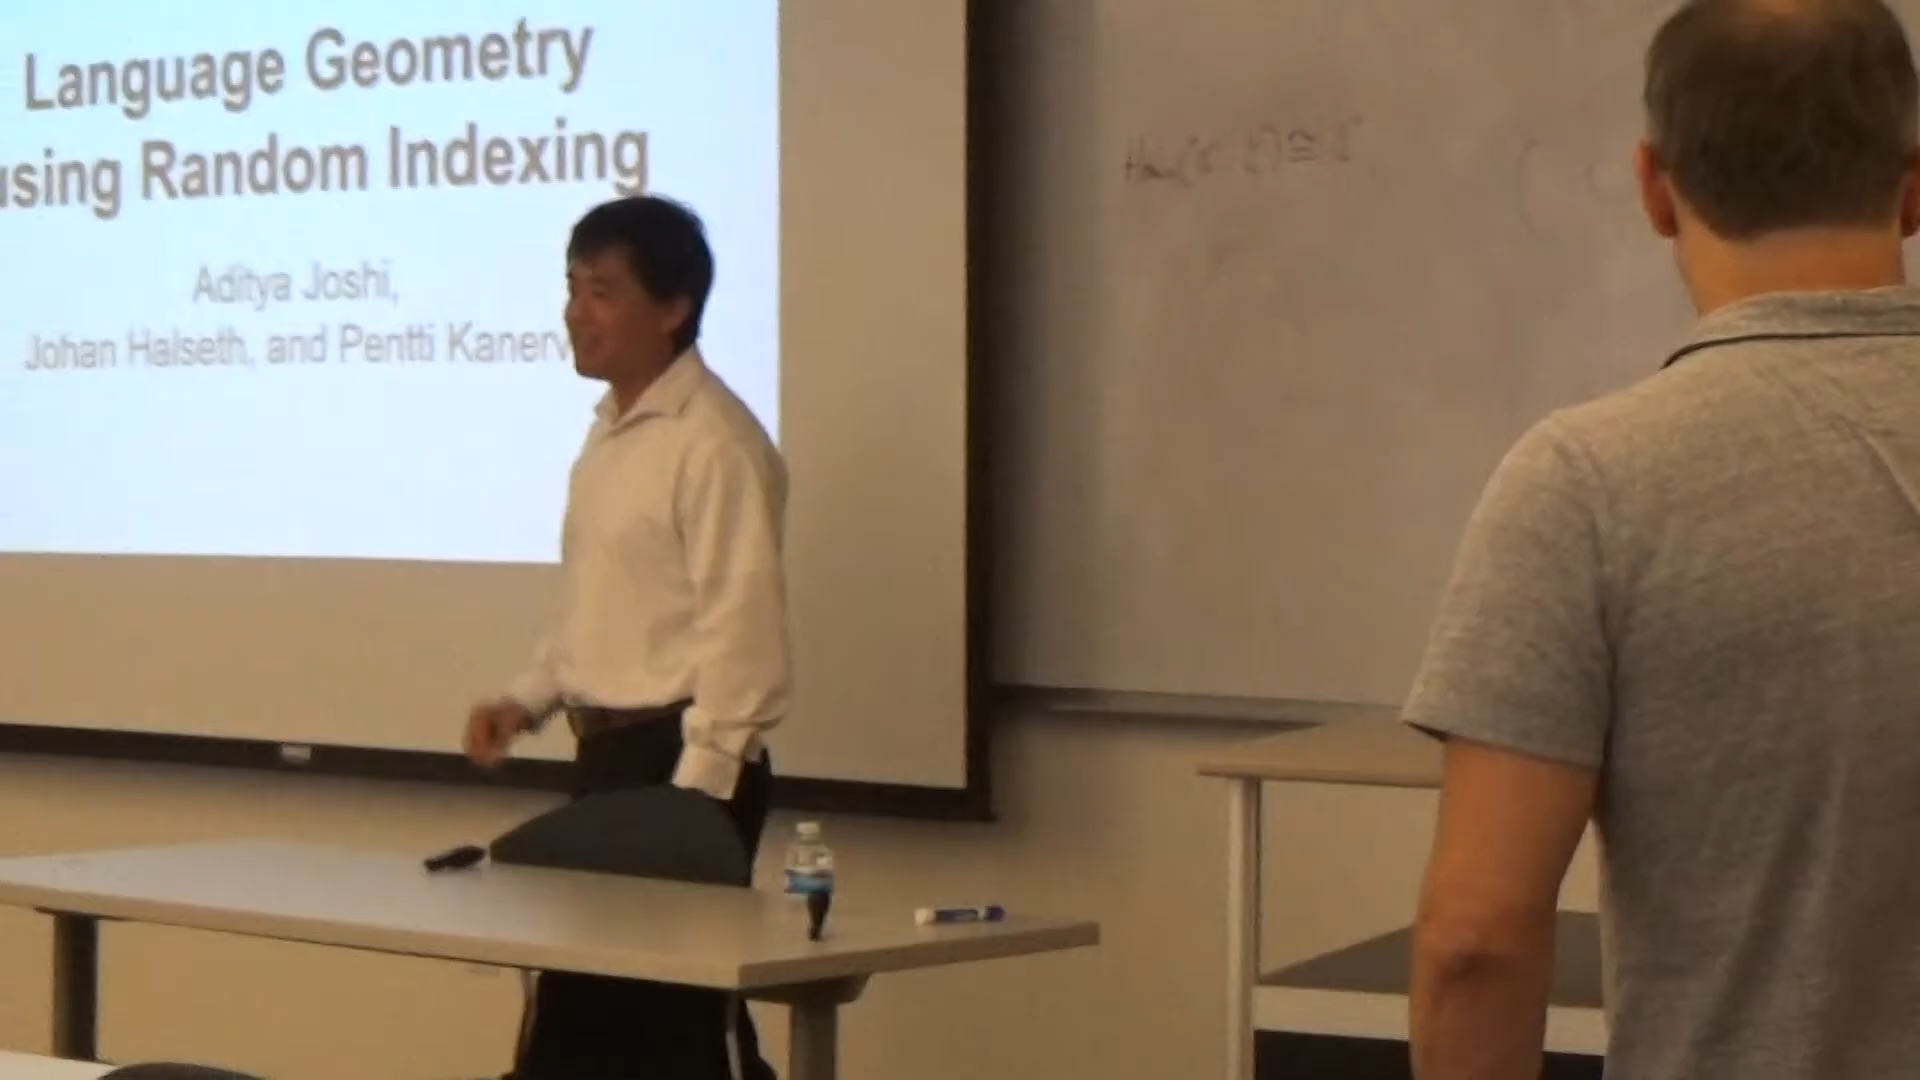 Language Geometry
using Random Indexing
Aditya Joshi,
Johan Halseth, and Pentti Kanerv